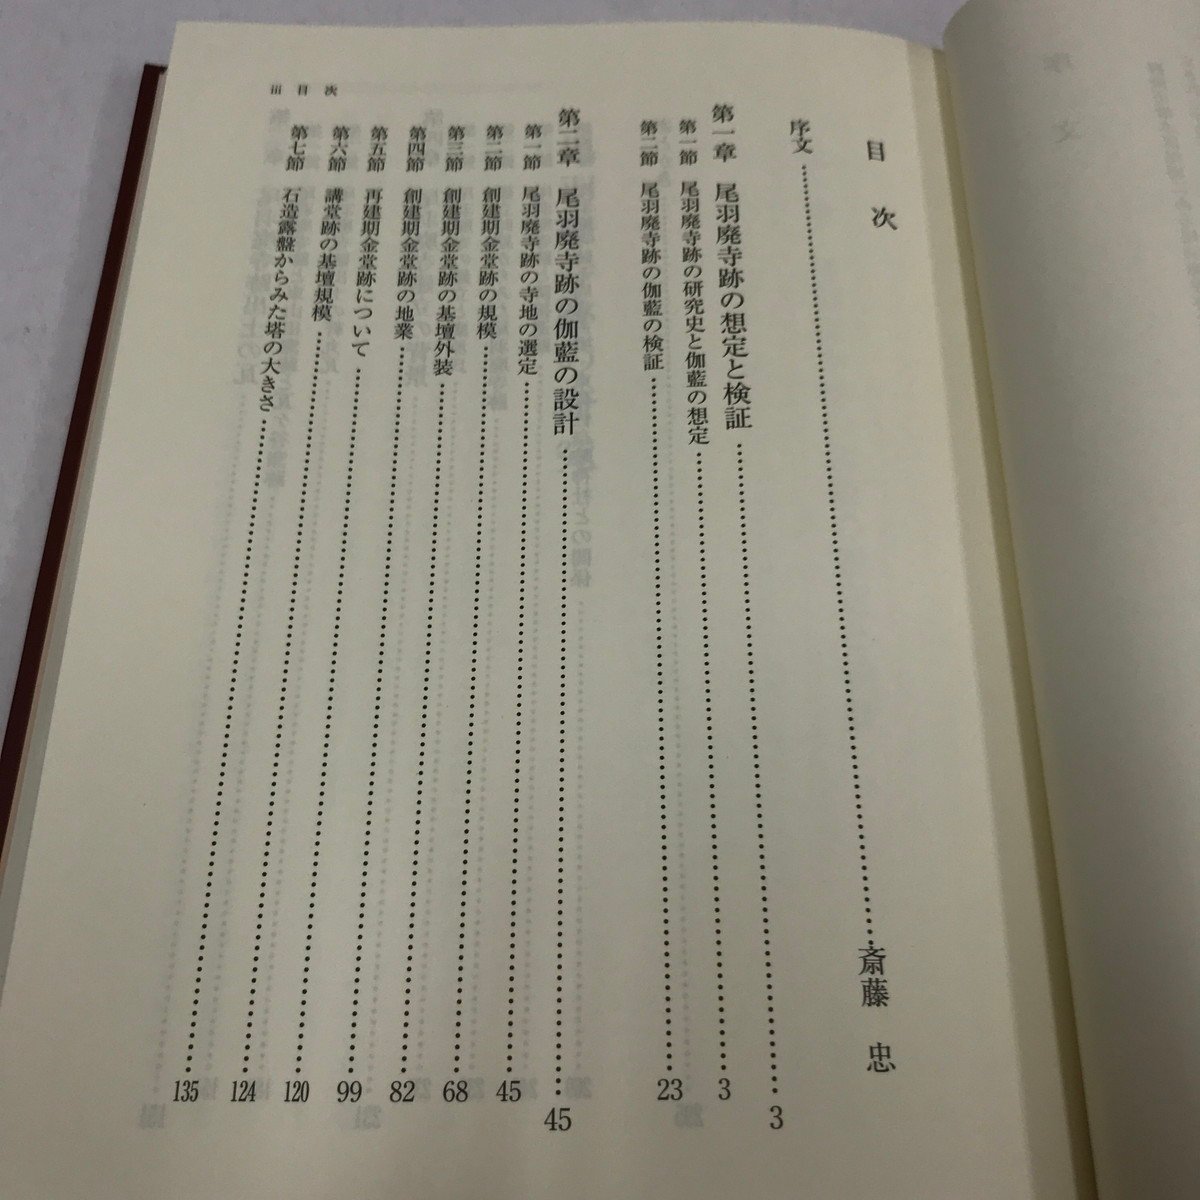 目次
序文 斎藤 忠
第一章 尾羽廃寺跡の想定と検証 3
第一節 尾羽廃寺跡の研究史と伽藍の想定 3
第二節 尾羽廃寺跡の伽藍の検証 23
第二章 尾羽廃寺跡の伽藍の設計 45
第一節 尾羽廃寺跡の寺地の選定 45
第二節 創建期金堂跡の規模 68
第三節 創建期金堂跡の基壇外装 82
第四節 創建期金堂跡の地業 99
第五節 再建期金堂跡について 120
第六節 講堂跡の基壇規模 124
第七節 石造露盤からみた塔の大きさ 135
iii 目次